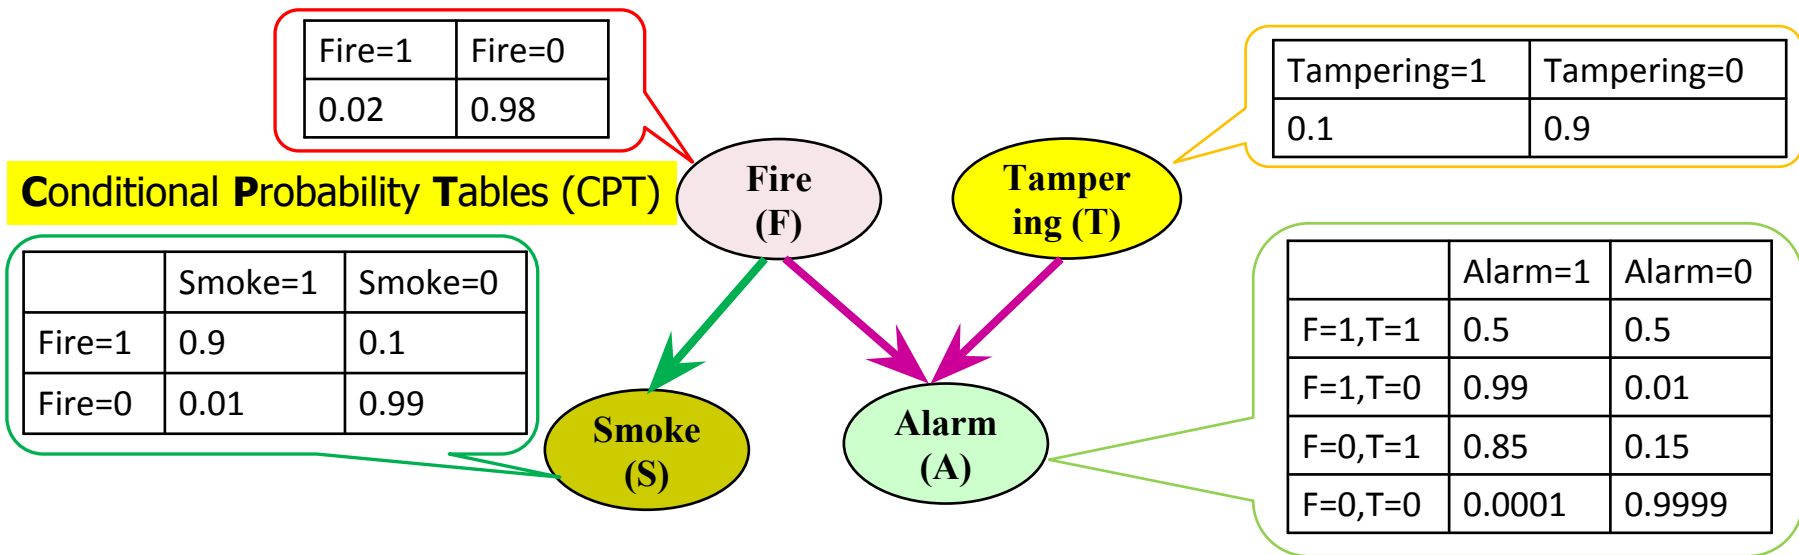 Fire=1 Fire=0
0.02 0.98
Tampering=1 Tampering=0
0.1 0.9
Conditional Probability Tables (CPT)
Fire
(F)
Tamper
ing (T)
Smoke=1 Smoke=0
Fire=1 0.9 0.1
Fire=0 0.01 0.99
Smoke
(S)
Alarm
(A)
Alarm=1 Alarm=0
F=1,T=1 0.5 0.5
F=1,T=0 0.99 0.01
F=0,T=1 0.85 0.15
F=0,T=0 0.0001 0.9999